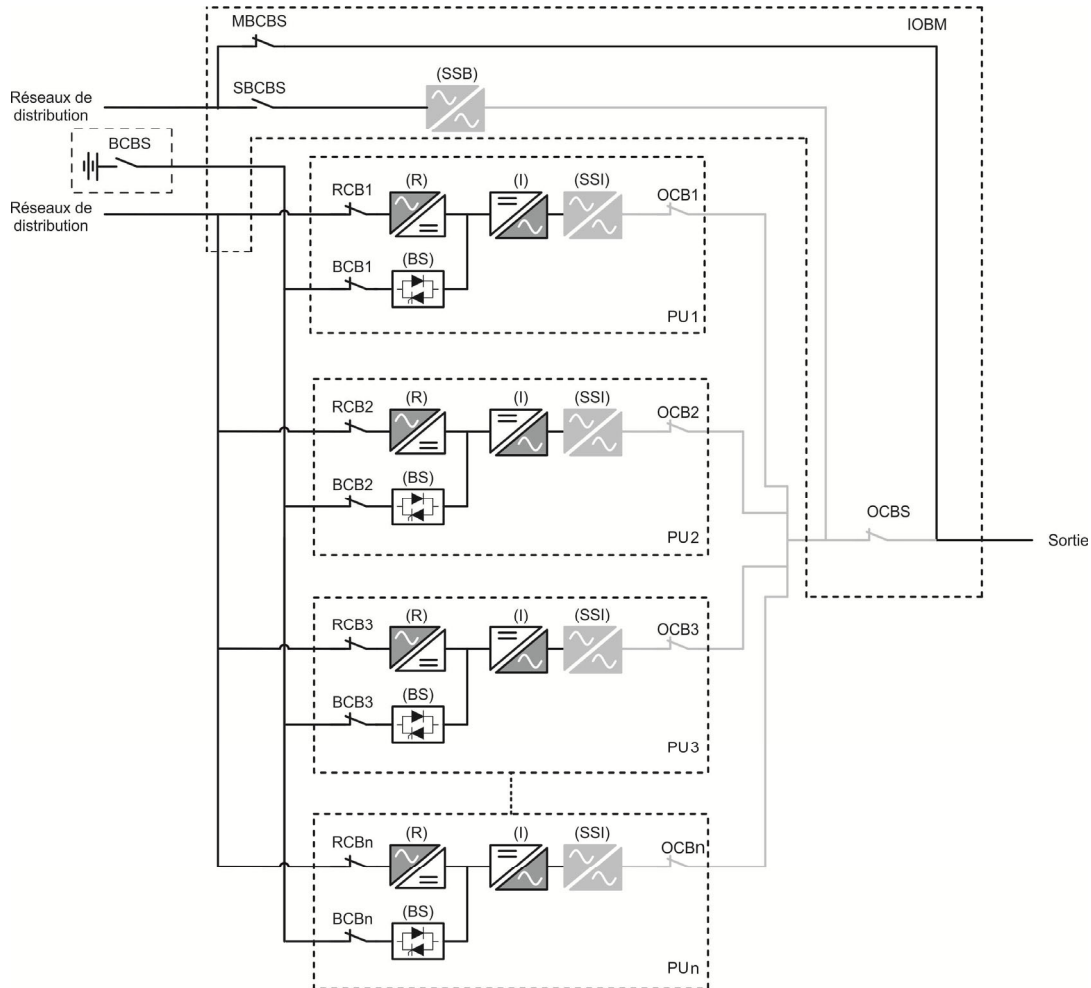 MBCBS
IOBM
SBCBS
(SSB)
Réseaux de
distribution
BCBS
Réseaux de
distribution
RCB1
(R)
(I)
(SSI)
OCB1
BCB1
(BS)
PU1
RCB2
(R)
(I)
(SSI)
OCB2
BCB2
(BS)
PU2
OCBS
Sortie
RCB3
(R)
(I)
(SSI)
OCB3
BCB3
(BS)
PU3
RCBn
(R)
(I)
(SSI)
OCBn
BCBn
(BS)
PUn